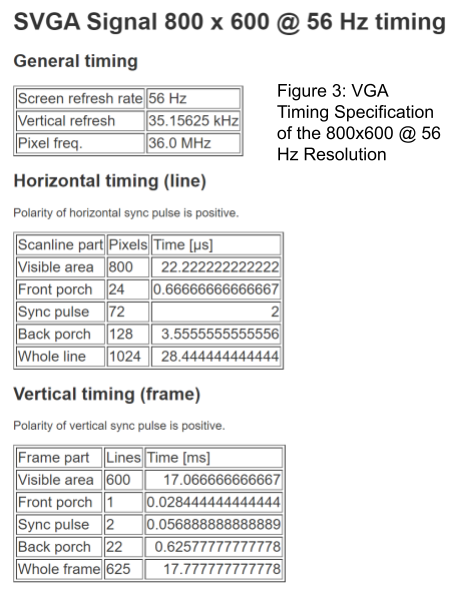 SVGA Signal 800 x 600 @ 56 Hz timing
General timing
Screen refresh rate 56 Hz
Vertical refresh 35.15625 kHz
Pixel freq. 36.0 MHz
Figure 3: VGA
Timing Specification
of the 800x600 @ 56
Hz Resolution
Horizontal timing (line)
Polarity of horizontal sync pulse is positive.
Scanline part Pixels Time [µs]
Visible area 800 22.222222222222
Front porch 24 0.66666666666667
Sync pulse 72 2
Back porch 128 3.5555555555556
Whole line 1024 28.444444444444
Vertical timing (frame)
Polarity of vertical sync pulse is positive.
Frame part Lines Time [ms]
Visible area 600 17.066666666667
Front porch 1 0.028444444444444
Sync pulse 2 0.056888888888889
Back porch 22 0.62577777777778
Whole frame 625 17.777777777778